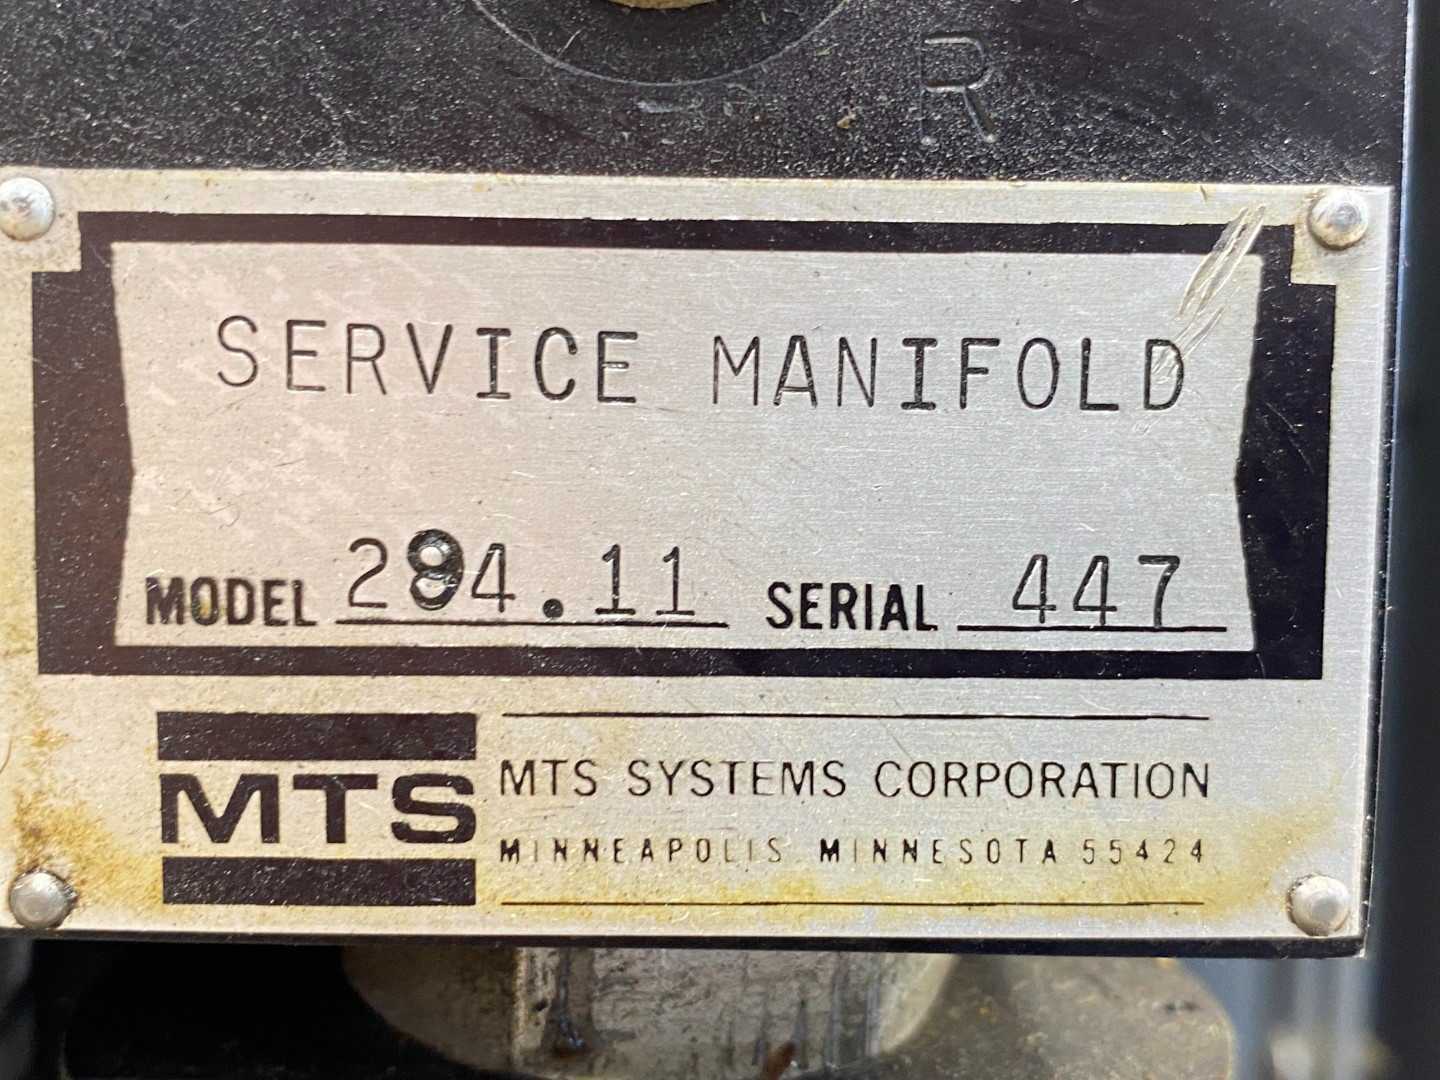 R
SERVICE MANIFOLD
MODEL 284.11 SERIAL 447
MTS
MTS SYSTEMS CORPORATION
MINNEAPOLIS. MINNESOTA 55424